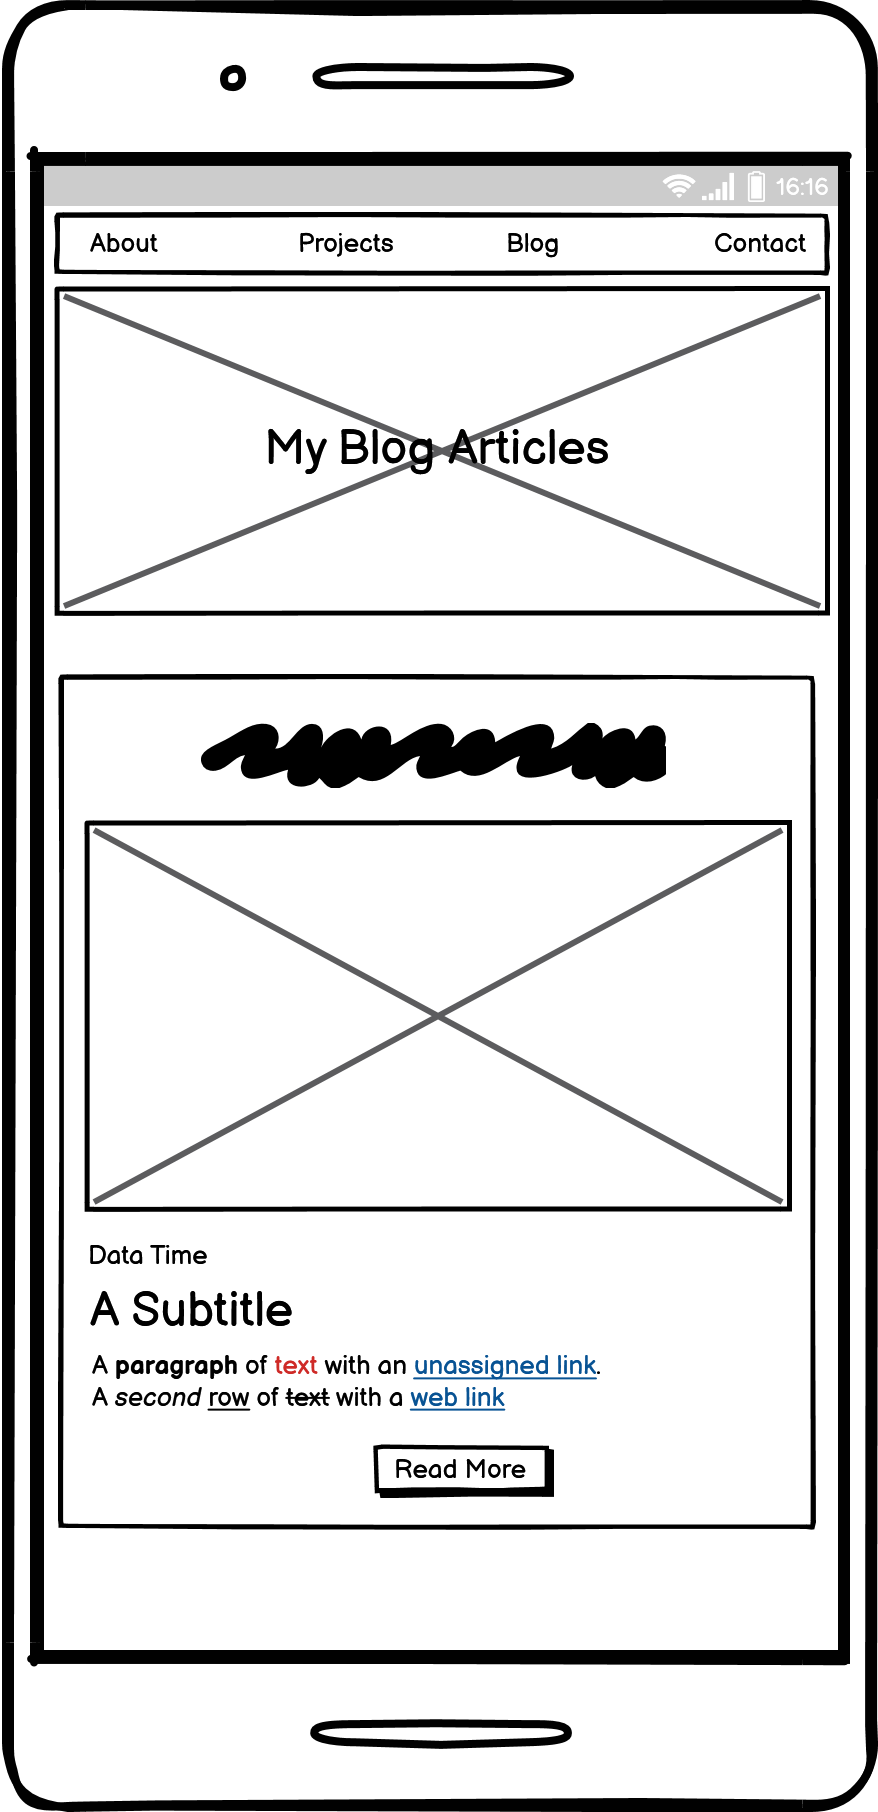 16:16
About Projects Blog Contact
My Blog Articles
Data Time
A Subtitle
A paragraph of text with an unassigned link.
A second row of text with a web link
Read More